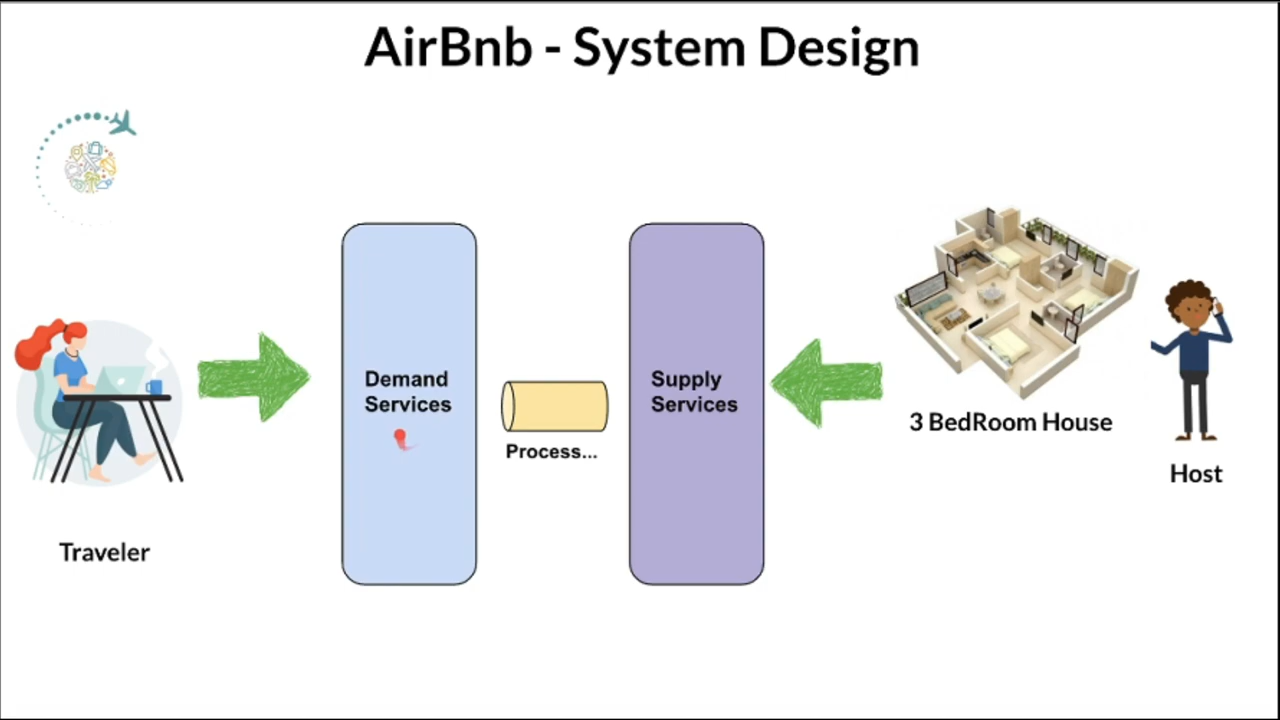 AirBnb - System Design
Demand
Services
Supply
Services
Process...
3 BedRoom House
Host
Traveler